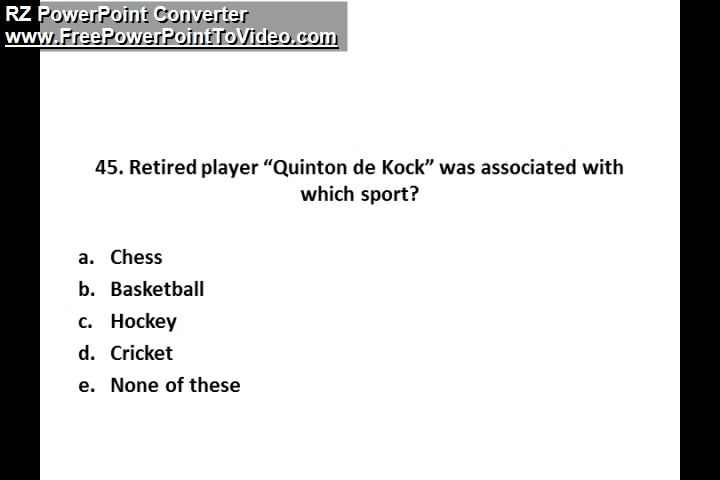 RZ PowerPoint Converter
www.FreePowerPointToVideo.com
45. Retired player “Quinton de Kock” was associated with
which sport?
a. Chess
b. Basketball
c. Hockey
d. Cricket
e. None of these